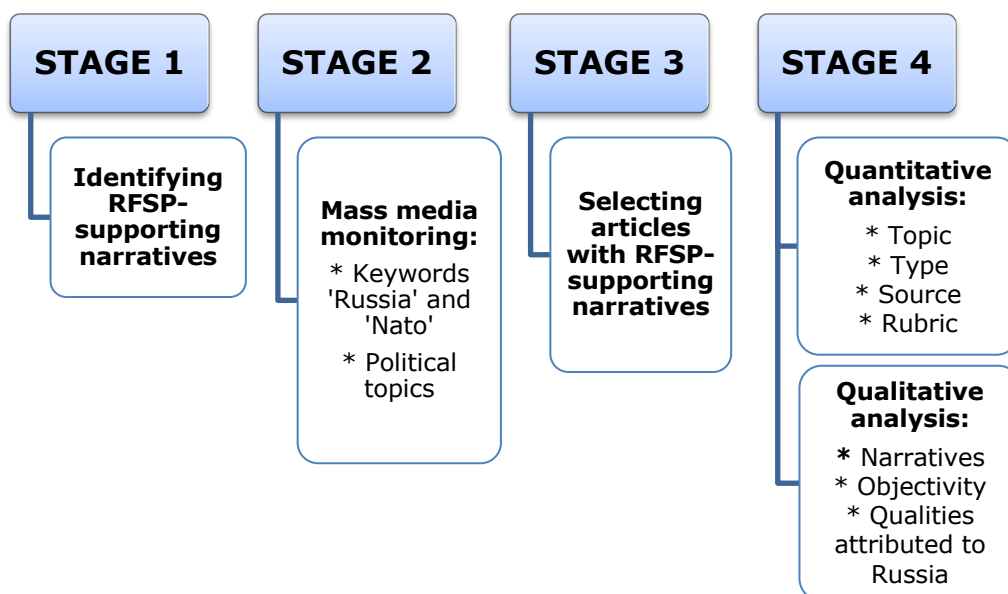 STAGE 1
Identifying
RFSP-
supporting
narratives
STAGE 2
Mass media
monitoring:
* Keywords
'Russia' and
'Nato'
* Political
topics
STAGE 3
Selecting
articles
with RFSP-
supporting
narratives
STAGE 4
Quantitative
analysis:
* Topic
* Type
* Source
* Rubric
Qualitative
analysis:
* Narratives
* Objectivity
* Qualities
attributed to
Russia